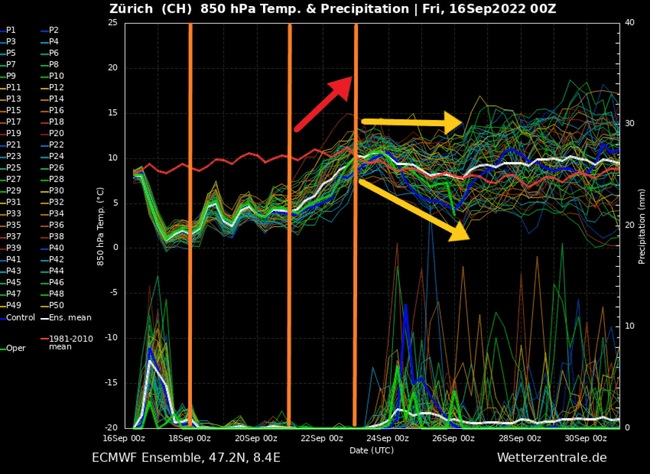 Zürich (CH) 850 hPa Temp. & Precipitation | Fri, 16Sep2022 00Z
P1 P2
P3 P4
P5 P6
P7 P8
P9 P10
P11 P12
P13 P14
P15 P16
P17 P18
P19 P20
P21 P22
P23 P24
P25 P26
P27 P28
P29 P30
P31 P32
P33 P34
P35 P36
P37 P38
P39 P40
P41 P42
P43 P44
P45 P46
P47 P48
P49 P50
Control Ens. mean
Oper 1981-2010
mean
25
20
15
10
5
0
-5
-10
-15
-20
850 hPa Temp. (°C)
40
30
20
10
0
Precipitation (mm)
16Sep 00z 18Sep 00z 20Sep 00z 22Sep 00z 24Sep 00z 26Sep 00z 28Sep 00z 30Sep 00z
Date (UTC)
ECMWF Ensemble, 47.2N, 8.4E Wetterzentrale.de